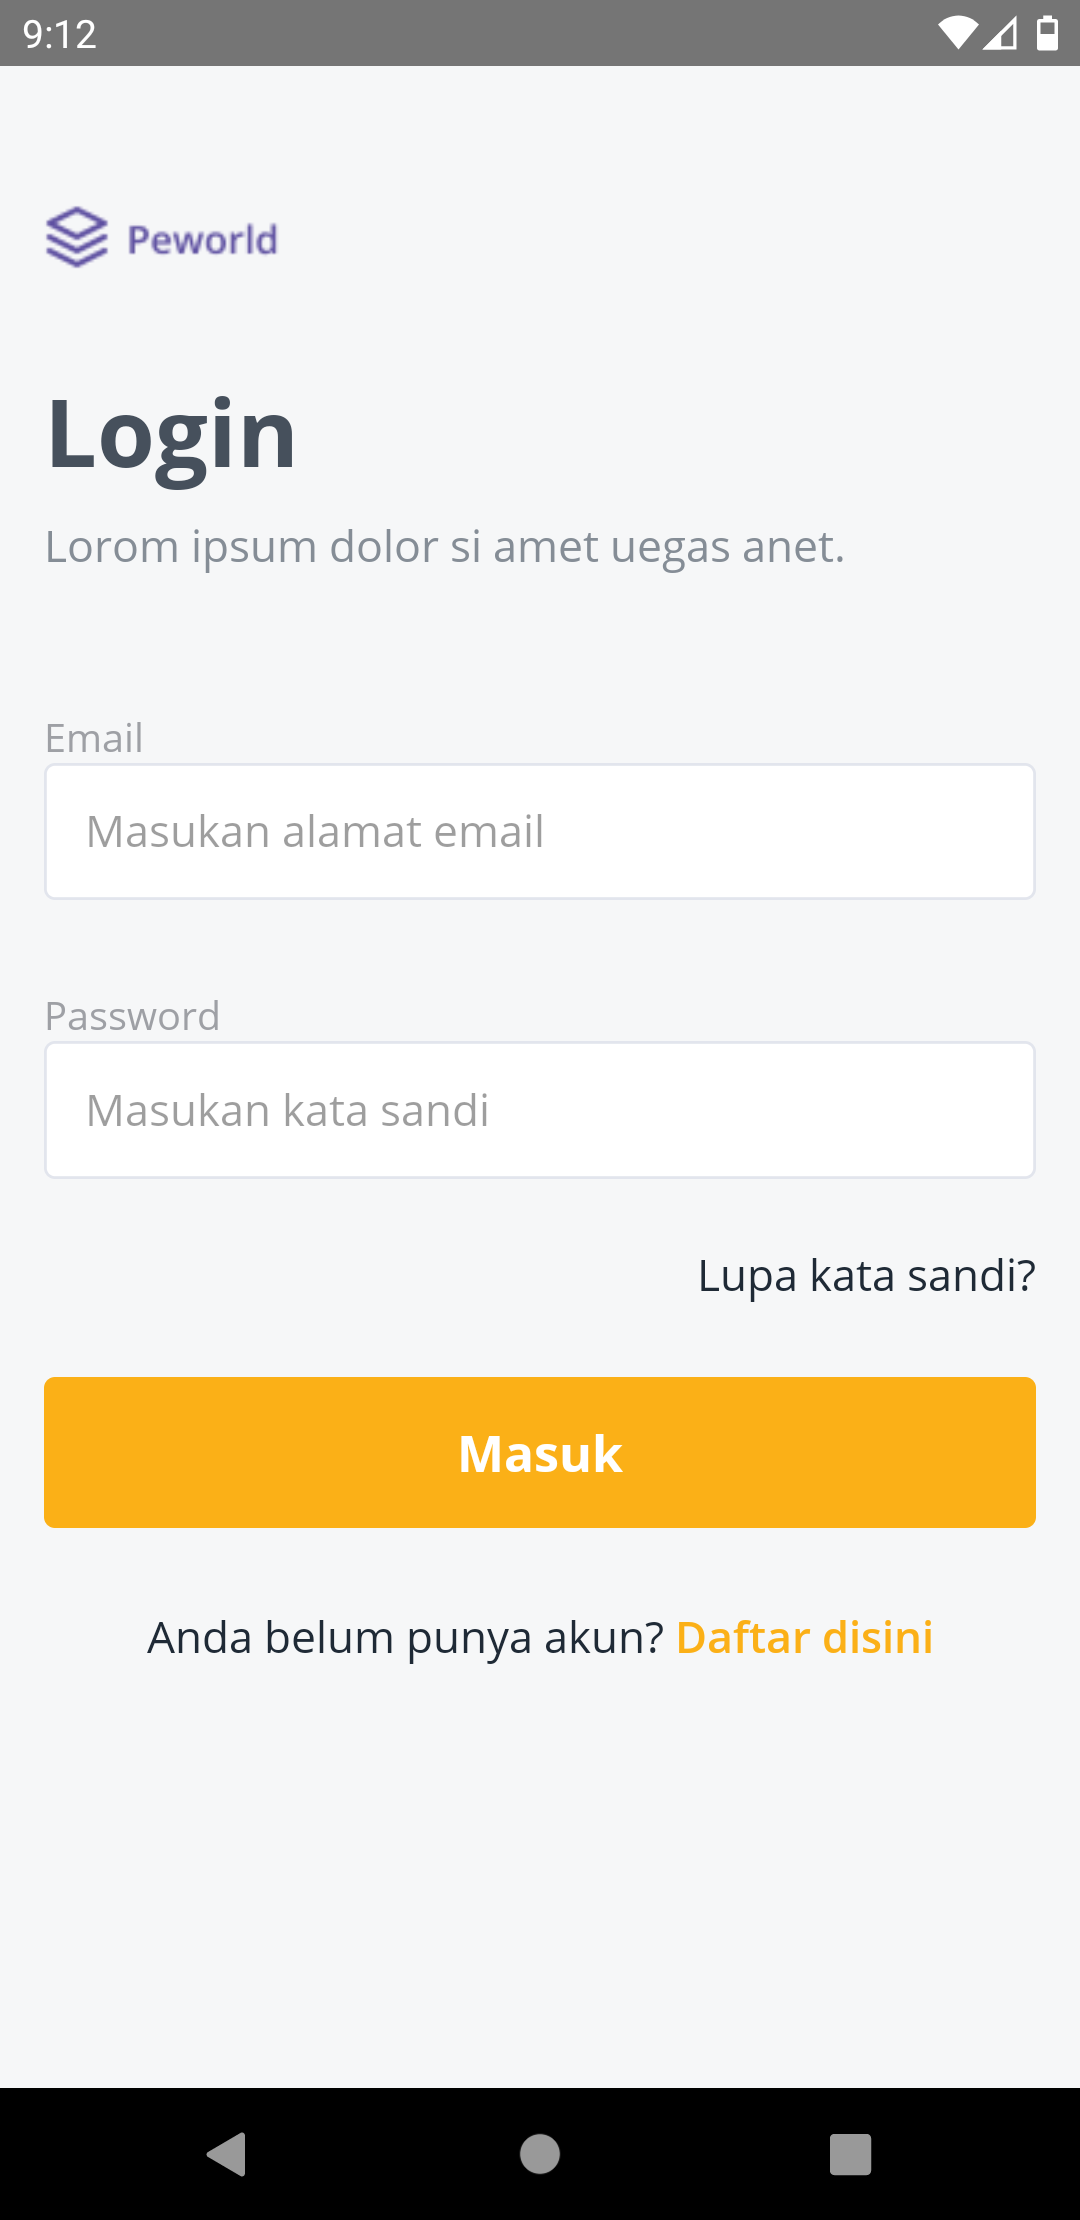 9:12
Peworld
Login
Lorom ipsum dolor si amet uegas anet.
Email
Masukan alamat email
Password
Masukan kata sandi
Lupa kata sandi?
Masuk
Anda belum punya akun? Daftar disini